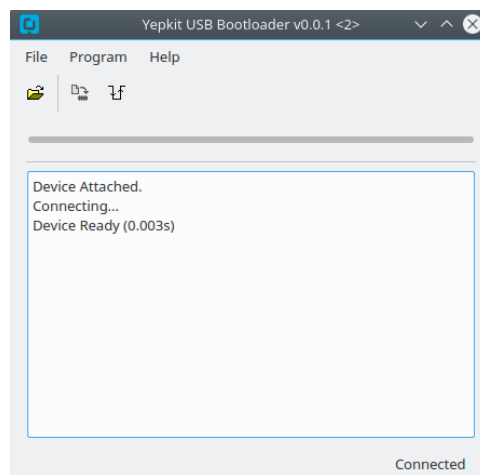 Yepkit USB Bootloader v0.0.1 <2>
File Program Help
Device Attached.
Connecting...
Device Ready (0.003s)
Connected